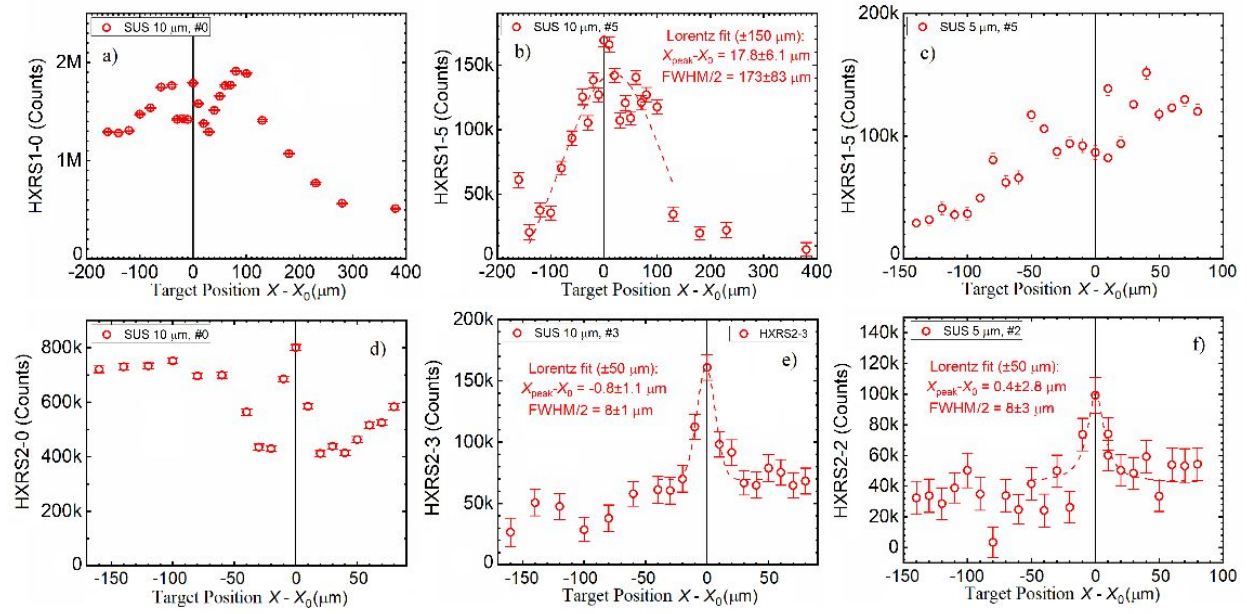 SUS 10 μm, #0
a)
HXRS1-0 (Counts)
2M
1M
0
-200 -100 0 100 200 300 400
Target Position X - X0(μm)
SUS 10 μm, #5
b)
Lorentz fit (±150 μm):
Xpeak-X0 = 17.8±6.1 μm
FWHM/2 = 173±83 μm
HXRS1-5 (Counts)
150k
100k
50k
0
-200 -100 0 100 200 300 400
Target Position X - X0(μm)
SUS 5 μm, #5
c)
HXRS1-5 (Counts)
200k
100k
0
-150 -100 -50 0 50 100
Target Position X - X0(μm)
SUS 10 μm, #0
d)
HXRS2-0 (Counts)
800k
600k
400k
200k
0
-150 -100 -50 0 50
Target Position X - X0(μm)
SUS 10 μm, #3
HXRS2-3
e)
Lorentz fit (±50 μm):
Xpeak-X0 = -0.8±1.1 μm
FWHM/2 = 8±1 μm
HXRS2-3 (Counts)
200k
150k
100k
50k
0
-150 -100 -50 0 50
Target Position X - X0(μm)
SUS 5 μm, #2
f)
Lorentz fit (±50 μm):
Xpeak-X0 = 0.4±2.8 μm
FWHM/2 = 8±3 μm
HXRS2-2 (Counts)
140k
120k
100k
80k
60k
40k
20k
0
-150 -100 -50 0 50
Target Position X - X0(μm)